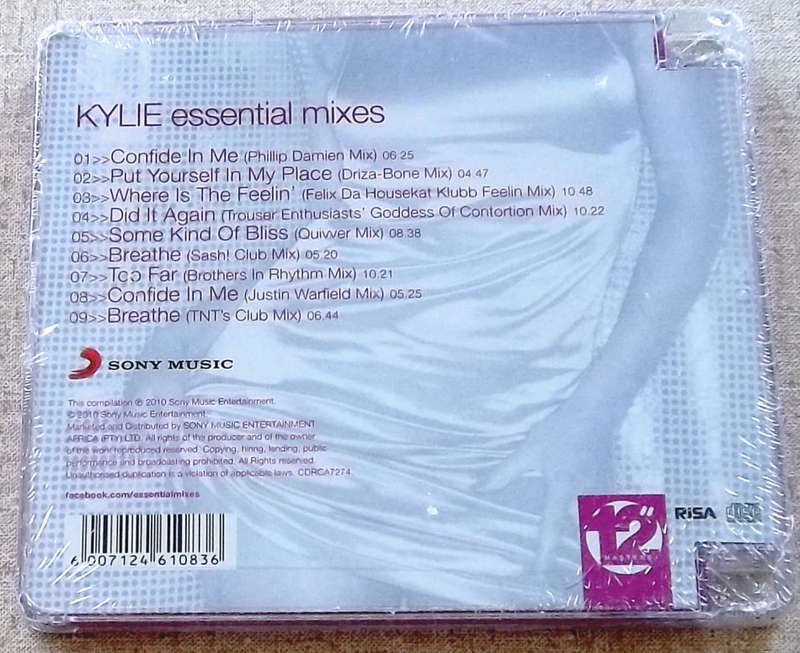 KYLIE essential mixes
01>>Confide In Me (Phillip Damien Mix) 06.25
02>>Put Yourself In My Place (Driza-Bone Mix) 04.47
03>>Where Is The Feelin' (Felix Da Housekat Klubb Feelin Mix) 10.48
04>>Did It Again (Trouser Enthusiasts' Goddess Of Contortion Mix) 10.22
05>>Some Kind Of Bliss (Quivver Mix) 08.38
06>>Breathe (Sash! Club Mix) 05.20
07>>Too Far (Brothers In Rhythm Mix) 10.21
08>>Confide In Me (Justin Warfield Mix) 05.25
09>>Breathe (TNT's Club Mix) 06.44
SONY MUSIC
This compilation ℗ 2010 Sony Music Entertainment.
© 2010 Sony Music Entertainment.
Marketed and Distributed by SONY MUSIC ENTERTAINMENT
AFRICA (PTY) LTD. All rights of the producer and of the owner
of the work reproduced reserved. Copying, hiring, lending, public
performance and broadcasting prohibited. All Rights reserved.
Unauthorised duplication is a violation of applicable laws. CDRCA7274
facebook.com/essentialmixes
6 007124 610836
12"
MASTERS
RiSA